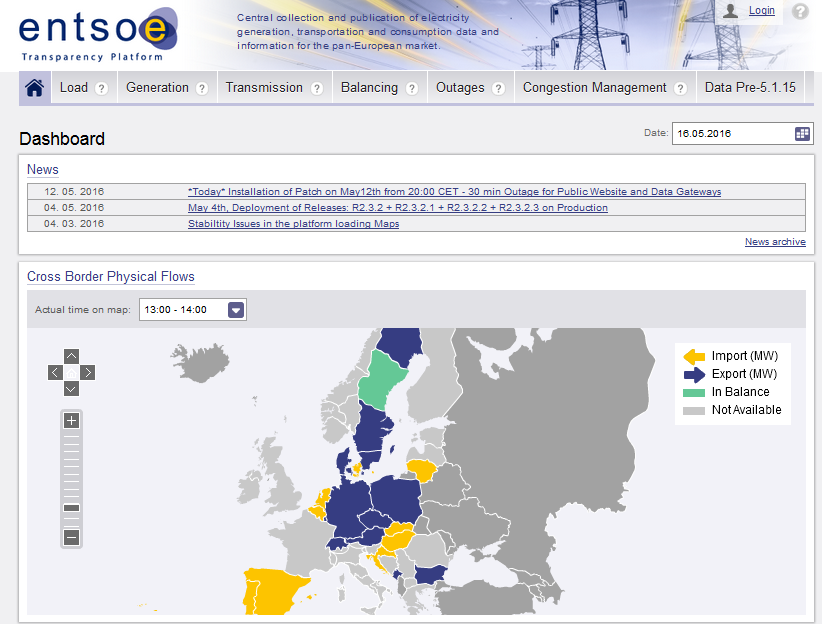 entsoe
Transparency Platform
Central collection and publication of electricity
generation, transportation and consumption data and
information for the pan-European market.
Login
?
Load ? Generation ? Transmission ? Balancing ? Outages ? Congestion Management ? Data Pre-5.1.15
Dashboard
Date: 16.05.2016
News
12. 05. 2016 *Today* Installation of Patch on May12th from 20:00 CET - 30 min Outage for Public Website and Data Gateways
04. 05. 2016 May 4th, Deployment of Releases: R2.3.2 + R2.3.2.1 + R2.3.2.2 + R2.3.2.3 on Production
04. 03. 2016 Stabiltity Issues in the platform loading Maps
News archive
Cross Border Physical Flows
Actual time on map: 13:00 - 14:00
Import (MW)
Export (MW)
In Balance
Not Available